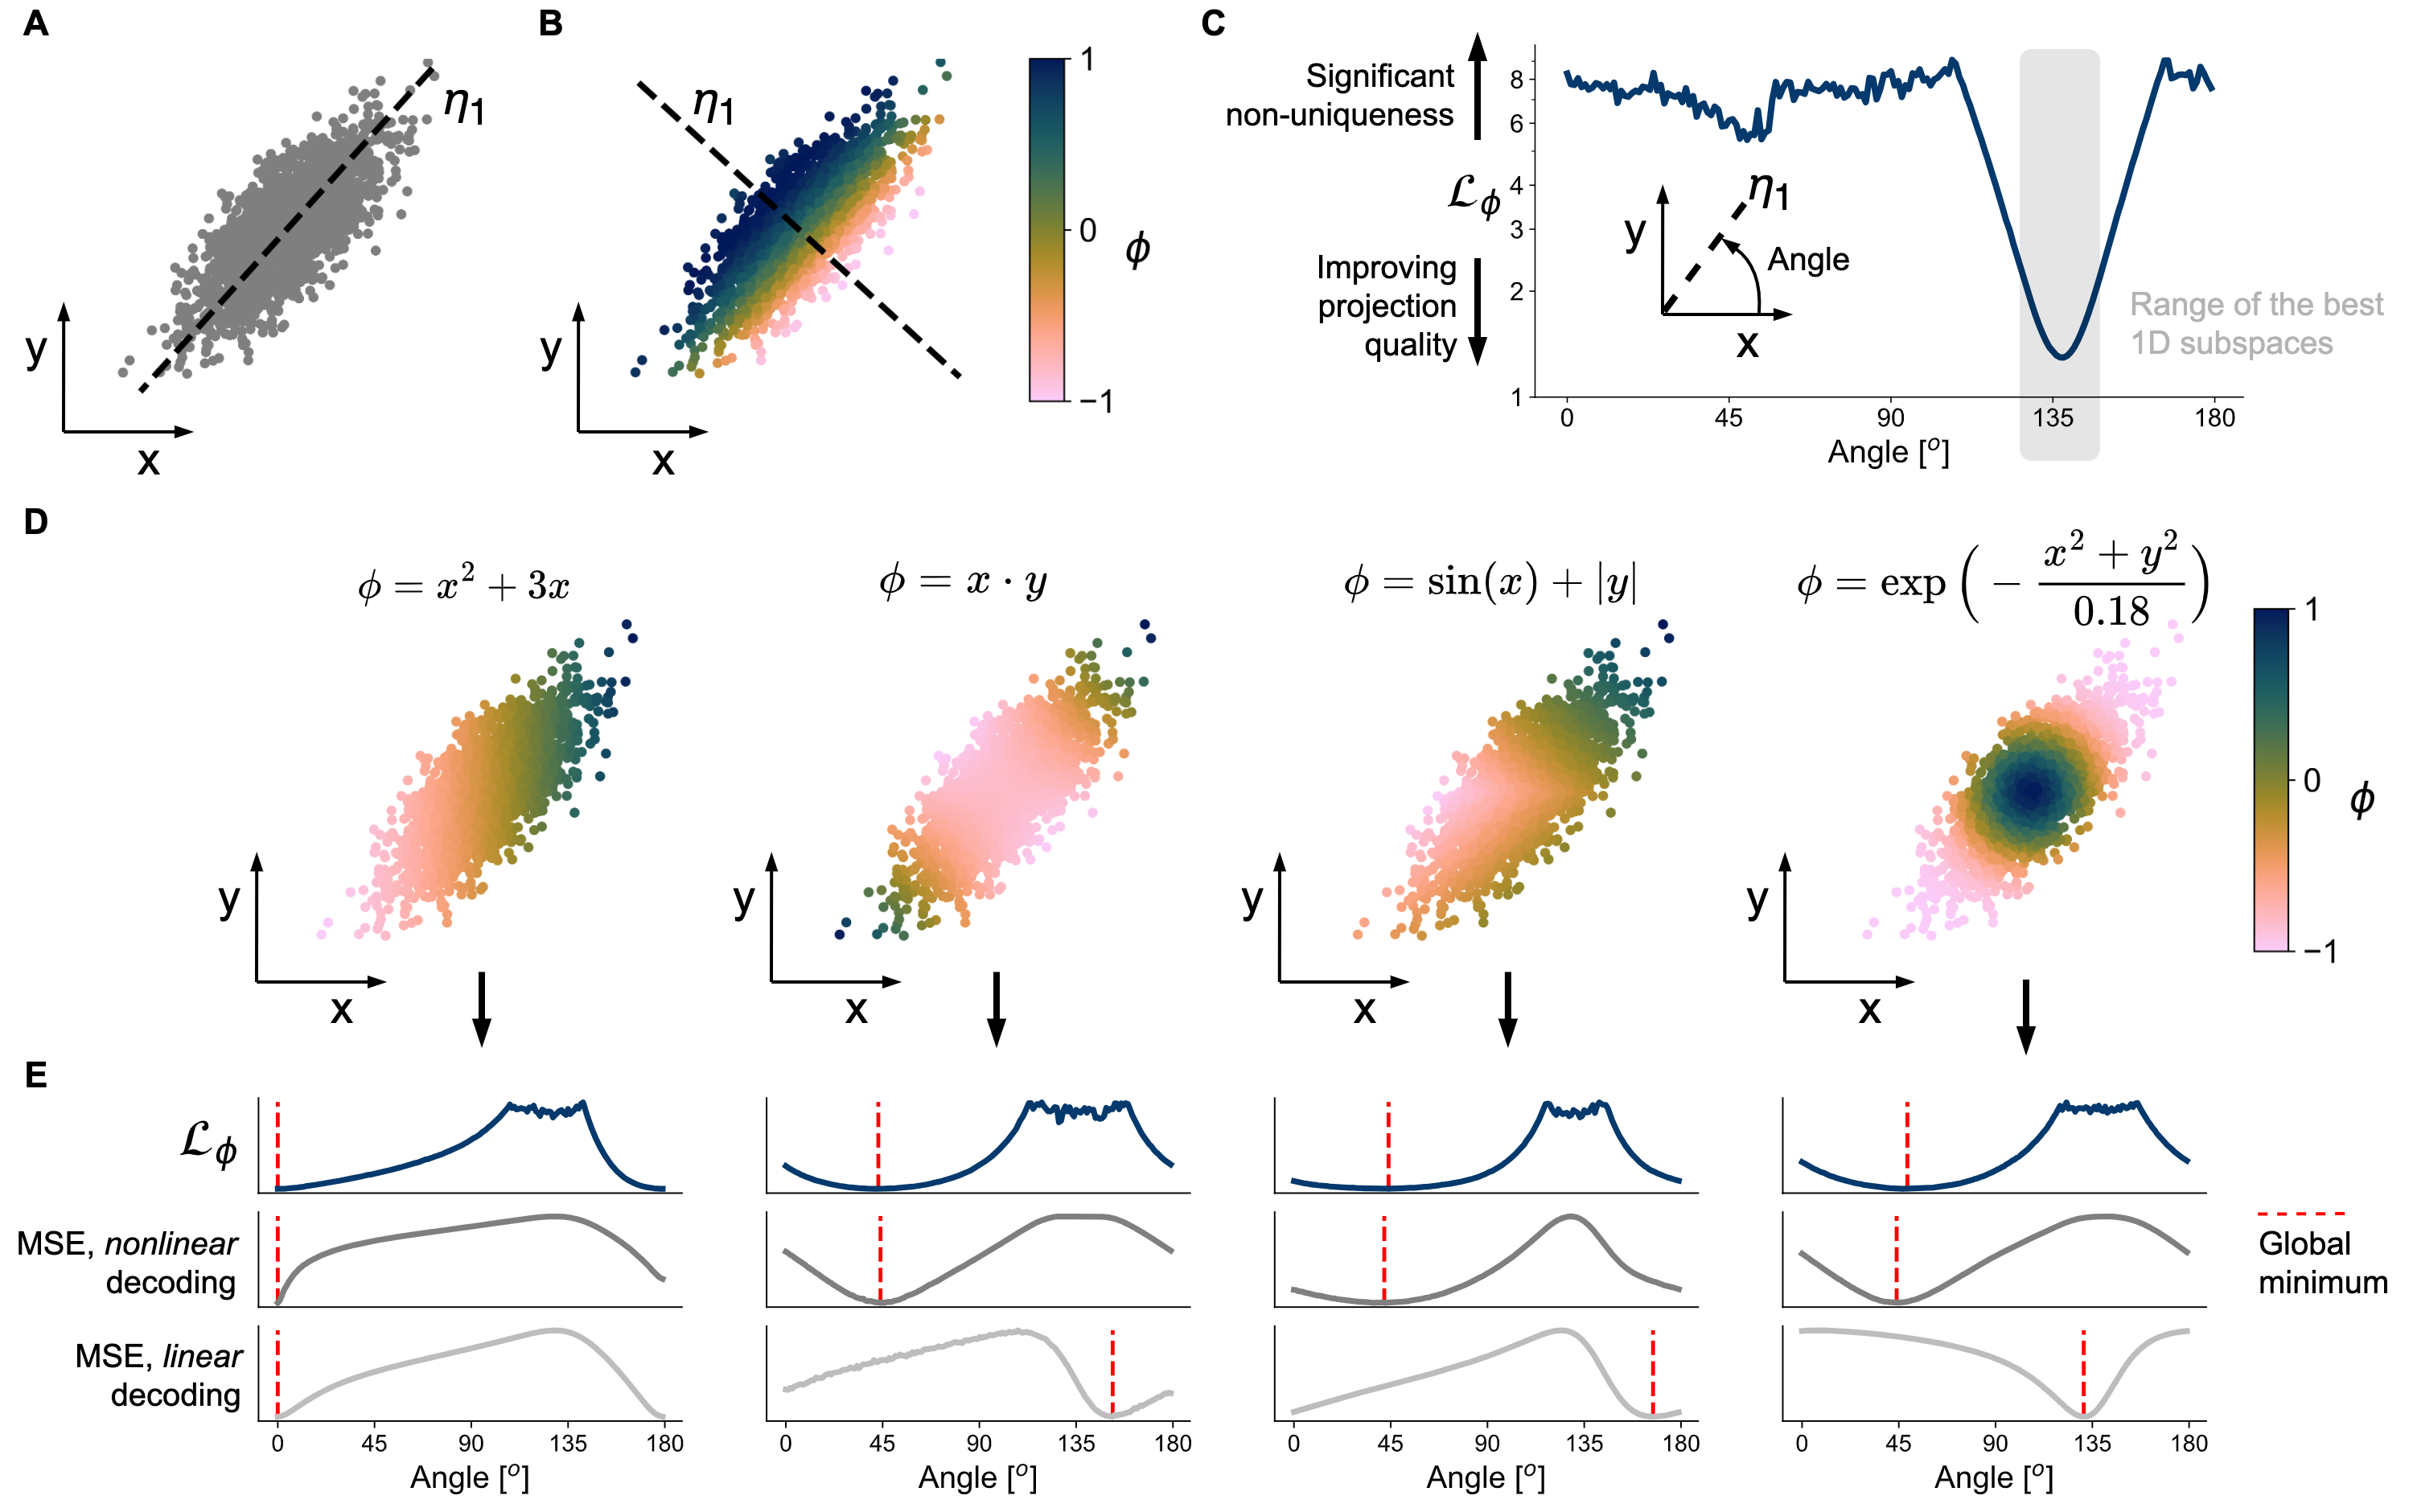 A
η1
y
x
B
η1
y
x
1
0
−1
ϕ
C
Significant
non-uniqueness
ℒϕ
Improving
projection
quality
8
6
4
3
2
1
y
η1
Angle
x
Range of the best
1D subspaces
0 45 90 135 180
Angle [o]
D
ϕ = x² + 3x
ϕ = x · y
ϕ = sin(x) + |y|
ϕ = exp ( − x² + y² / 0.18 )
y
x
y
x
y
x
y
x
1
0
−1
ϕ
E
ℒϕ
MSE, nonlinear
decoding
MSE, linear
decoding
Global
minimum
0 45 90 135 180
0 45 90 135 180
0 45 90 135 180
0 45 90 135 180
Angle [o]
Angle [o]
Angle [o]
Angle [o]